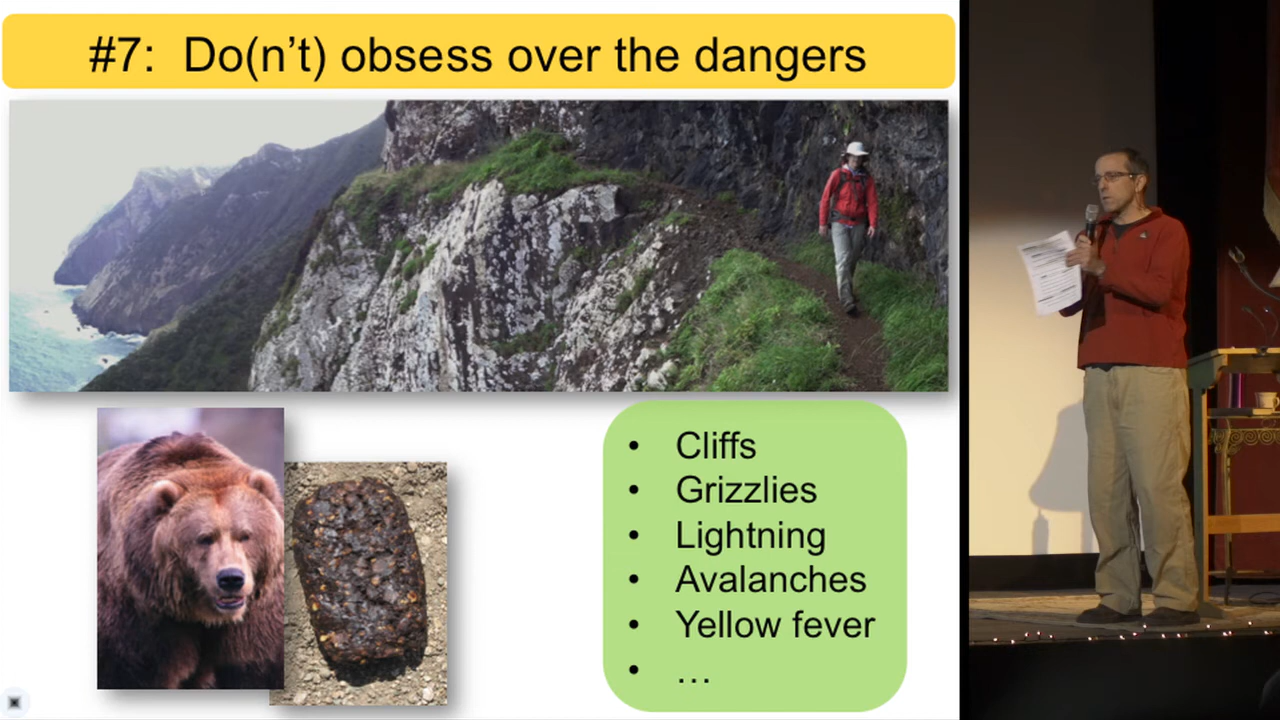 #7: Do(n’t) obsess over the dangers
• Cliffs
• Grizzlies
• Lightning
• Avalanches
• Yellow fever
• …